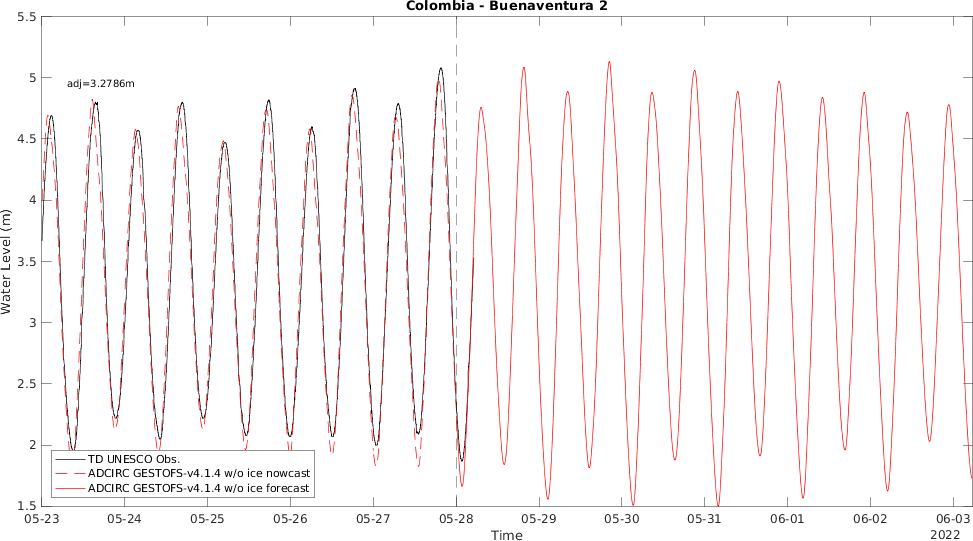 Colombia - Buenaventura 2
5.5
5
4.5
4
3.5
3
2.5
2
1.5
Water Level (m)
adj=3.2786m
TD UNESCO Obs.
ADCIRC GESTOFS-v4.1.4 w/o ice nowcast
ADCIRC GESTOFS-v4.1.4 w/o ice forecast
05-23 05-24 05-25 05-26 05-27 05-28 05-29 05-30 05-31 06-01 06-02 06-03
Time
2022